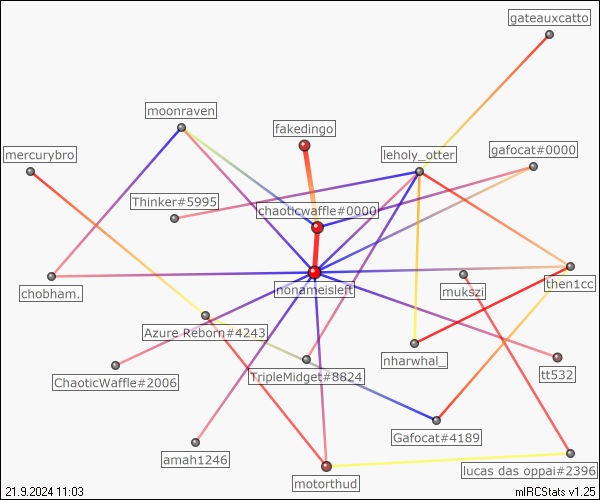 gateauxcatto
moonraven
fakedingo
mercurybro
leholy_otter
gafocat#0000
Thinker#5995
chaoticwaffle#0000
chobham.
nonameisleft
mukszi
then1cc
Azure Reborn#4243
nharwhal_
ChaoticWaffle#2006
TripleMidget#8824
tt532
Gafocat#4189
amah1246
lucas das oppai#2396
motorthud
21.9.2024 11:03
mIRCStats v1.25